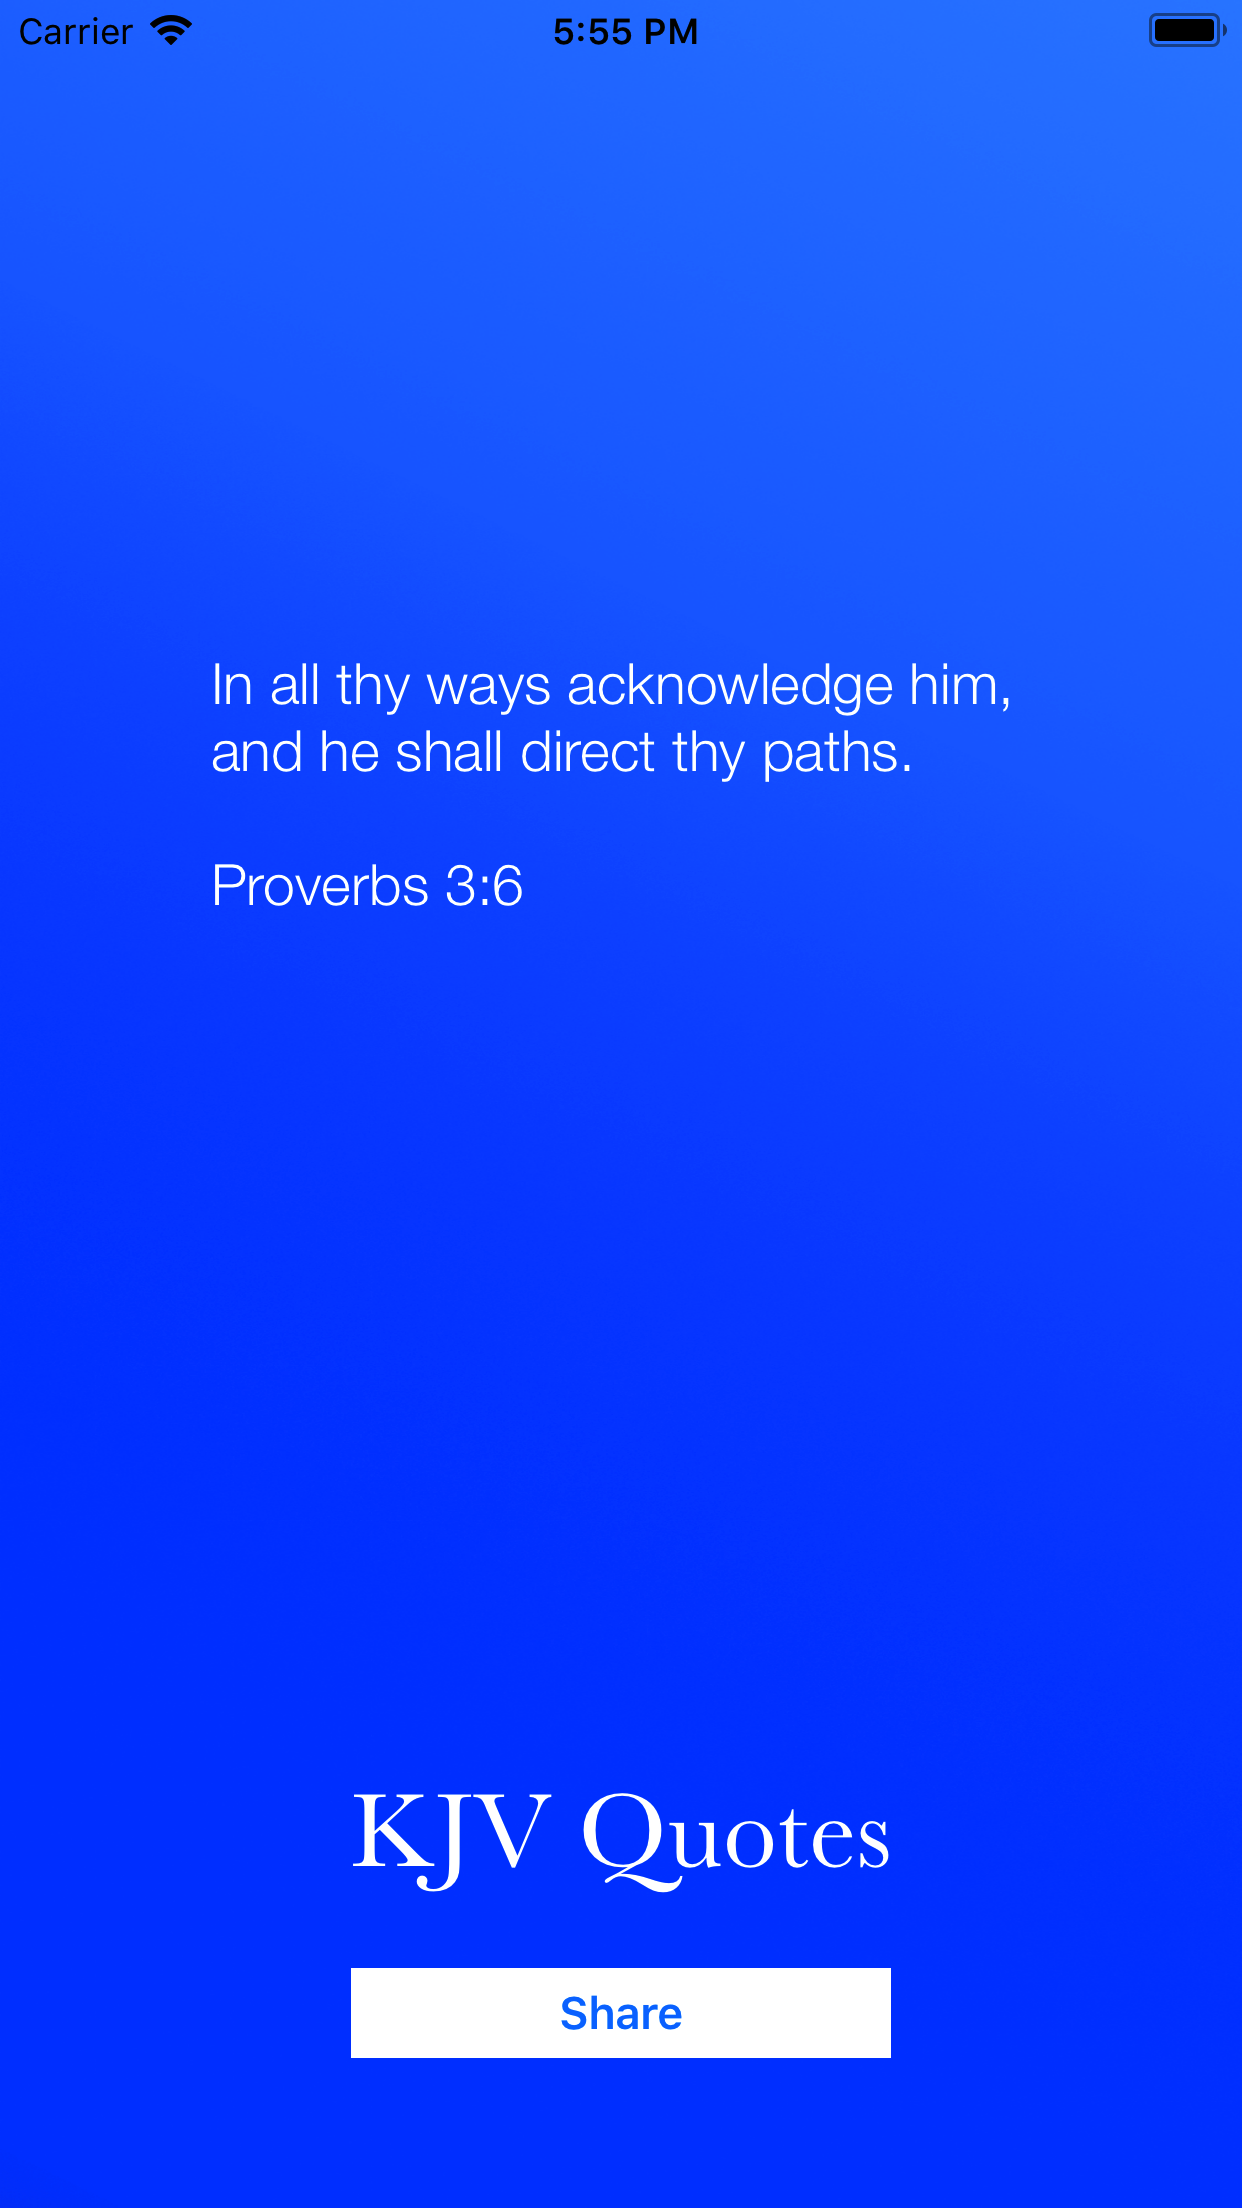 Carrier
5:55 PM
In all thy ways acknowledge him,
and he shall direct thy paths.
Proverbs 3:6
KJV Quotes
Share